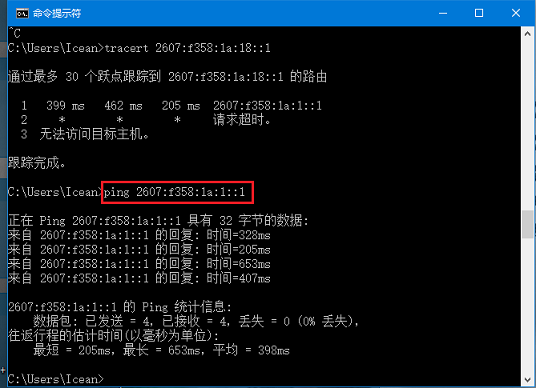 命令提示符
^C
C:\Users\Icean>tracert 2607:f358:1a:18::1
通过最多 30 个跃点跟踪到 2607:f358:1a:18::1 的路由
1 399 ms 462 ms 205 ms 2607:f358:1a:1::1
2 * * * 请求超时。
3 无法访问目标主机。
跟踪完成。
C:\Users\Icean>ping 2607:f358:1a:1::1
正在 Ping 2607:f358:1a:1::1 具有 32 字节的数据:
来自 2607:f358:1a:1::1 的回复: 时间=328ms
来自 2607:f358:1a:1::1 的回复: 时间=205ms
来自 2607:f358:1a:1::1 的回复: 时间=653ms
来自 2607:f358:1a:1::1 的回复: 时间=407ms
2607:f358:1a:1::1 的 Ping 统计信息:
数据包: 已发送 = 4, 已接收 = 4, 丢失 = 0 (0% 丢失),
往返行程的估计时间(以毫秒为单位):
最短 = 205ms, 最长 = 653ms, 平均 = 398ms
C:\Users\Icean>